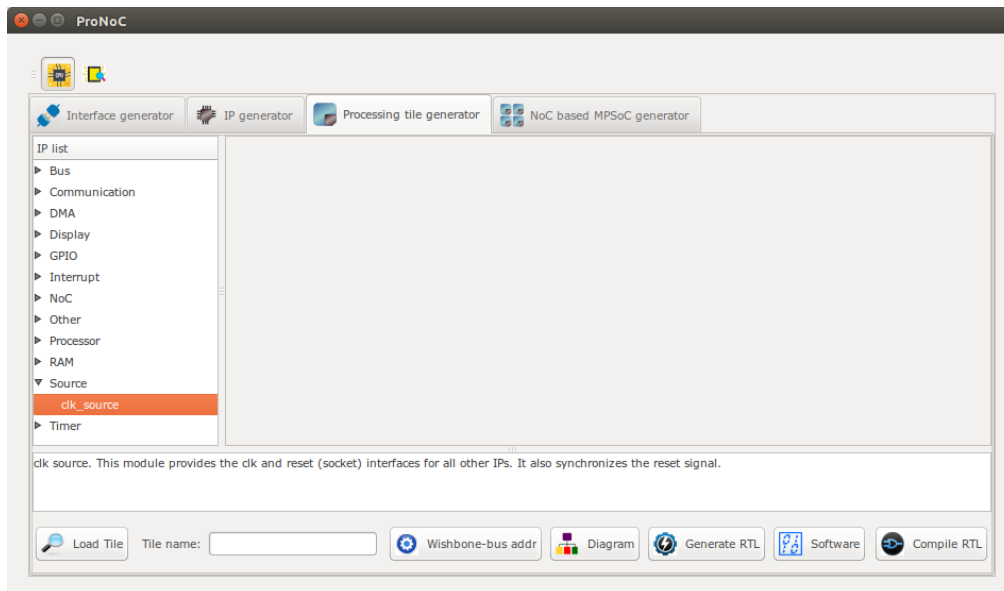 ProNoC
Interface generator
IP generator
Processing tile generator
NoC based MPSoC generator
IP list
Bus
Communication
DMA
Display
GPIO
Interrupt
NoC
Other
Processor
RAM
Source
clk_source
Timer
clk source. This module provides the clk and reset (socket) interfaces for all other IPs. It also synchronizes the reset signal.
Load Tile
Tile name:
Wishbone-bus addr
Diagram
Generate RTL
Software
Compile RTL